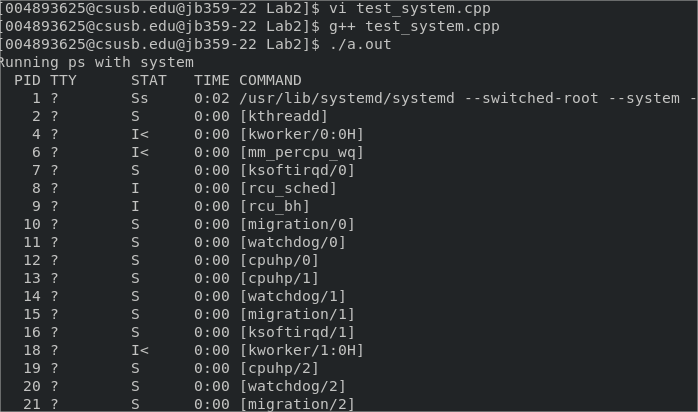 [004893625@csusb.edu@jb359-22 Lab2]$ vi test_system.cpp
[004893625@csusb.edu@jb359-22 Lab2]$ g++ test_system.cpp
[004893625@csusb.edu@jb359-22 Lab2]$ ./a.out
Running ps with system
PID TTY STAT TIME COMMAND
1 ? Ss 0:02 /usr/lib/systemd/systemd --switched-root --system -
2 ? S 0:00 [kthreadd]
4 ? I< 0:00 [kworker/0:0H]
6 ? I< 0:00 [mm_percpu_wq]
7 ? S 0:00 [ksoftirqd/0]
8 ? I 0:00 [rcu_sched]
9 ? I 0:00 [rcu_bh]
10 ? S 0:00 [migration/0]
11 ? S 0:00 [watchdog/0]
12 ? S 0:00 [cpuhp/0]
13 ? S 0:00 [cpuhp/1]
14 ? S 0:00 [watchdog/1]
15 ? S 0:00 [migration/1]
16 ? S 0:00 [ksoftirqd/1]
18 ? I< 0:00 [kworker/1:0H]
19 ? S 0:00 [cpuhp/2]
20 ? S 0:00 [watchdog/2]
21 ? S 0:00 [migration/2]